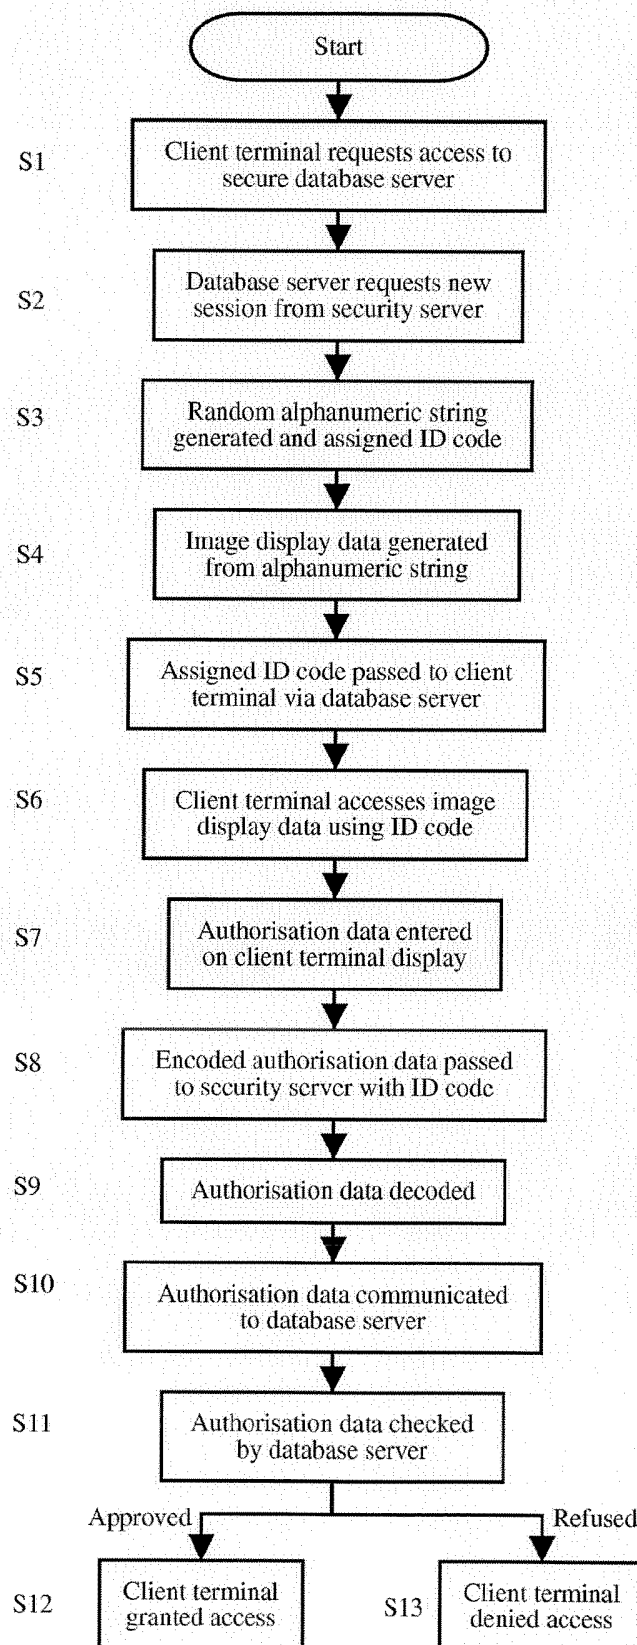 Start
S1
Client terminal requests access to
secure database server
S2
Database server requests new
session from security server
S3
Random alphanumeric string
generated and assigned ID code
S4
Image display data generated
from alphanumeric string
S5
Assigned ID code passed to client
terminal via database server
S6
Client terminal accesses image
display data using ID code
S7
Authorisation data entered
on client terminal display
S8
Encoded authorisation data passed
to security server with ID code
S9
Authorisation data decoded
S10
Authorisation data communicated
to database server
S11
Authorisation data checked
by database server
Approved
Refused
S12
Client terminal
granted access
S13
Client terminal
denied access